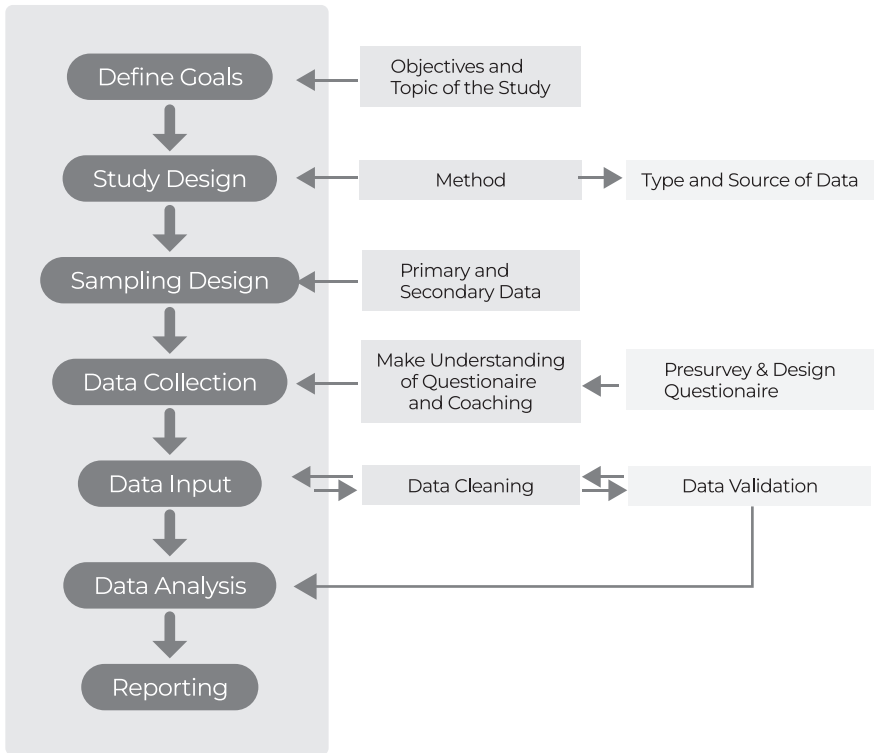 Define Goals
Objectives and
Topic of the Study
Study Design
Method
Type and Source of Data
Sampling Design
Primary and
Secondary Data
Data Collection
Make Understanding
of Questionaire
and Coaching
Presurvey & Design
Questionaire
Data Input
Data Cleaning
Data Validation
Data Analysis
Reporting